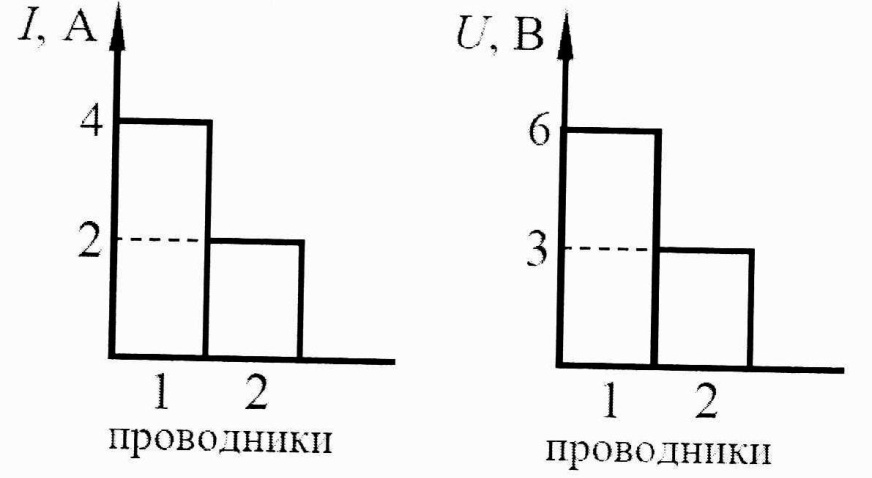 I, А
4
2
1 2
проводники
U, В
6
3
1 2
проводники